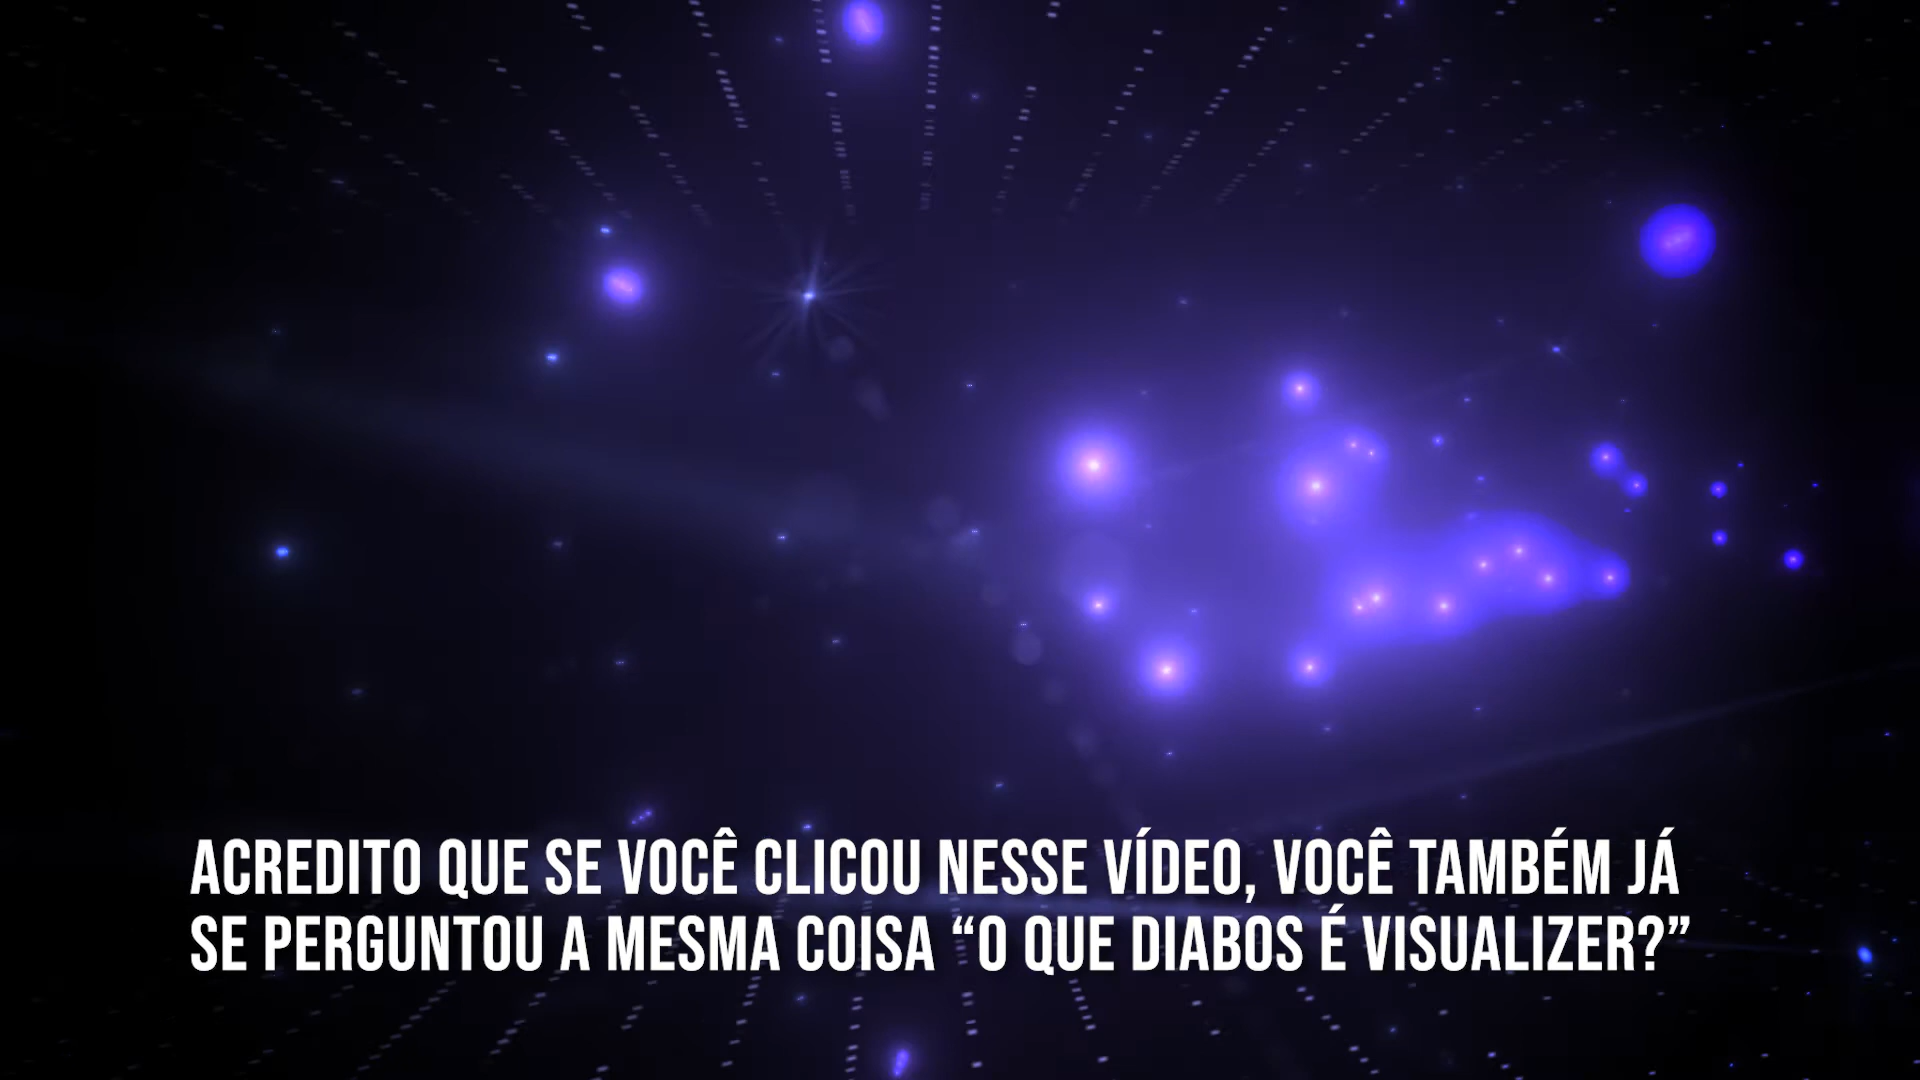 ACREDITO QUE SE VOCÊ CLICOU NESSE VÍDEO, VOCÊ TAMBÉM JÁ
SE PERGUNTOU A MESMA COISA “O QUE DIABOS É VISUALIZER?”